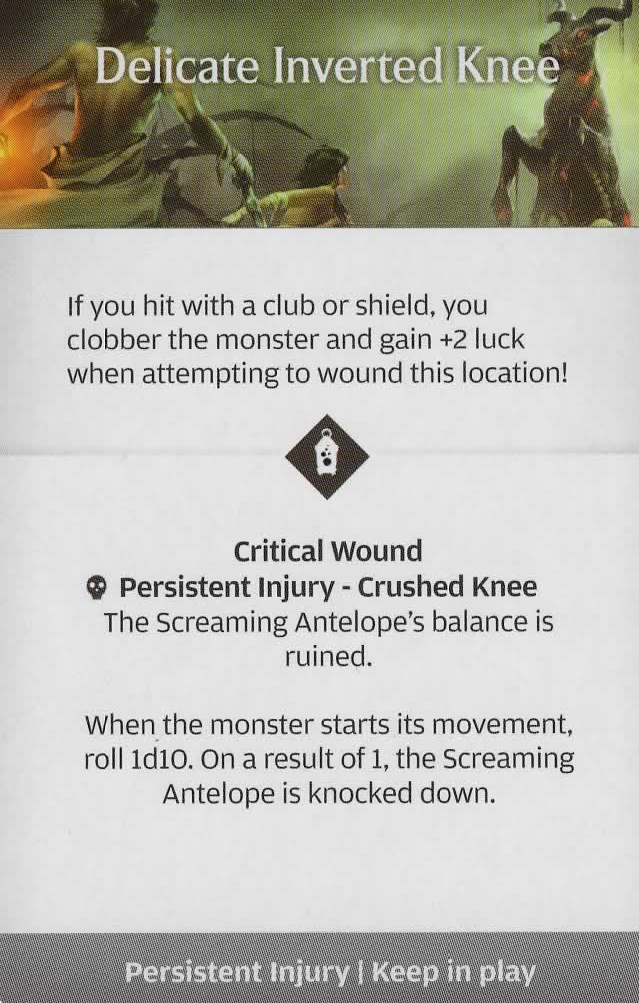 Delicate Inverted Knee
If you hit with a club or shield, you
clobber the monster and gain +2 luck
when attempting to wound this location!
Critical Wound
Persistent Injury - Crushed Knee
The Screaming Antelope's balance is
ruined.
When the monster starts its movement,
roll 1d10. On a result of 1, the Screaming
Antelope is knocked down.
Persistent Injury | Keep in play